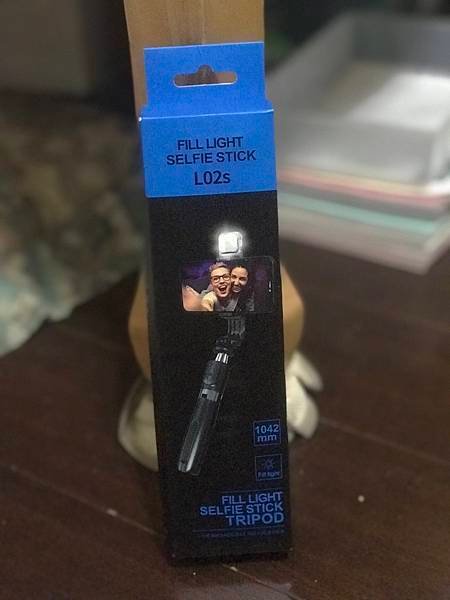 FILL LIGHT
SELFIE STICK
L02s
1042
mm
Fill light
FILL LIGHT
SELFIE STICK
TRIPOD